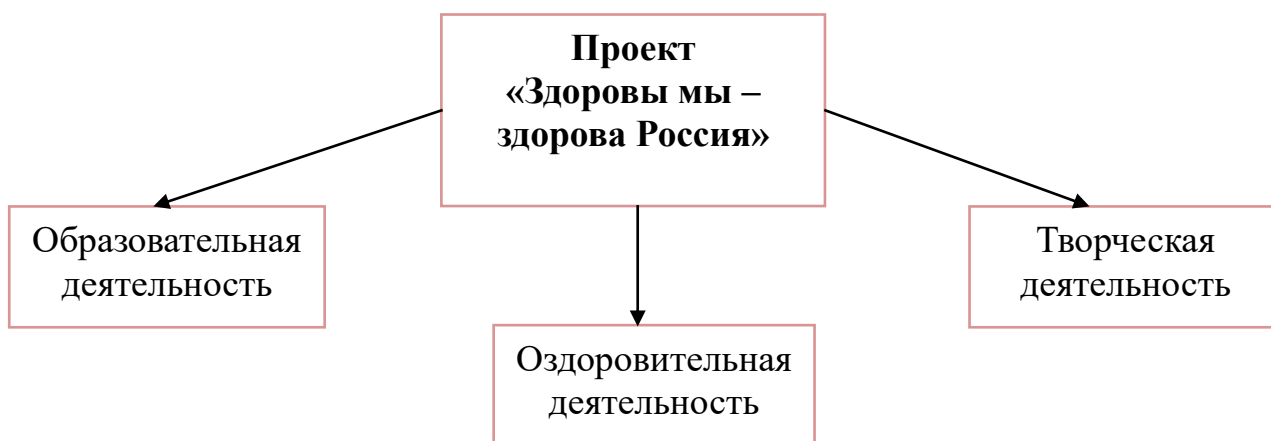 Проект
«Здоровы мы –
здорова Россия»
Образовательная
деятельность
Творческая
деятельность
Оздоровительная
деятельность